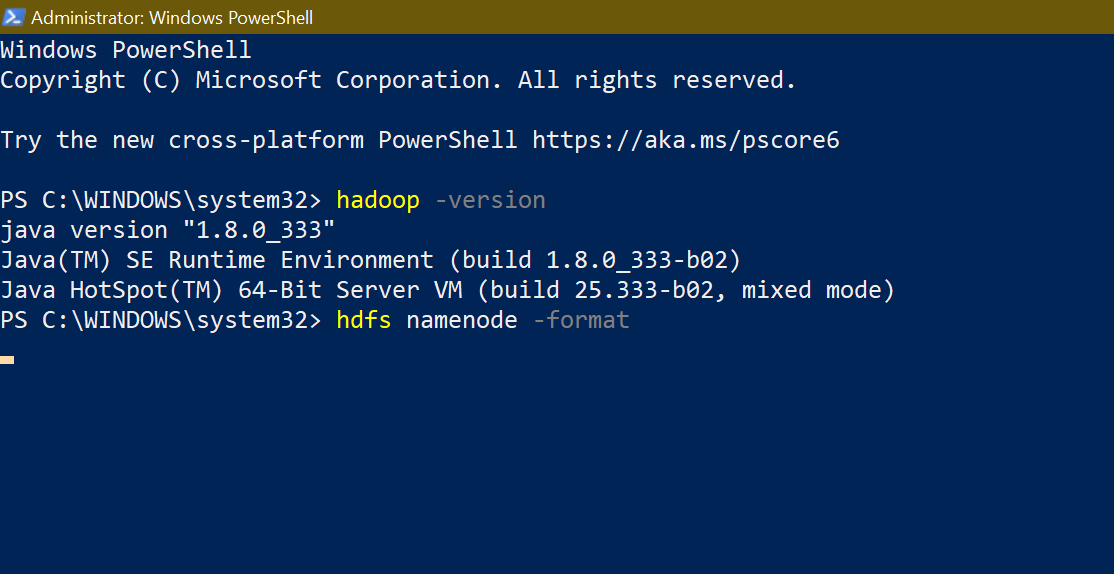 Administrator: Windows PowerShell
Windows PowerShell
Copyright (C) Microsoft Corporation. All rights reserved.
Try the new cross-platform PowerShell https://aka.ms/pscore6
PS C:\WINDOWS\system32> hadoop -version
java version "1.8.0_333"
Java(TM) SE Runtime Environment (build 1.8.0_333-b02)
Java HotSpot(TM) 64-Bit Server VM (build 25.333-b02, mixed mode)
PS C:\WINDOWS\system32> hdfs namenode -format